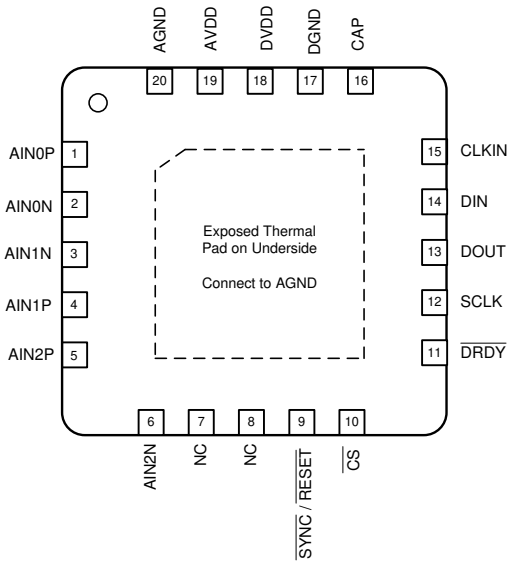 AGND
AVDD
DVDD
DGND
CAP
20
19
18
17
16
AIN0P 1
15 CLKIN
AIN0N 2
14 DIN
AIN1N 3
13 DOUT
AIN1P 4
12 SCLK
AIN2P 5
11 DRDY
Exposed Thermal
Pad on Underside
Connect to AGND
6
7
8
9
10
AIN2N
NC
NC
SYNC / RESET
CS